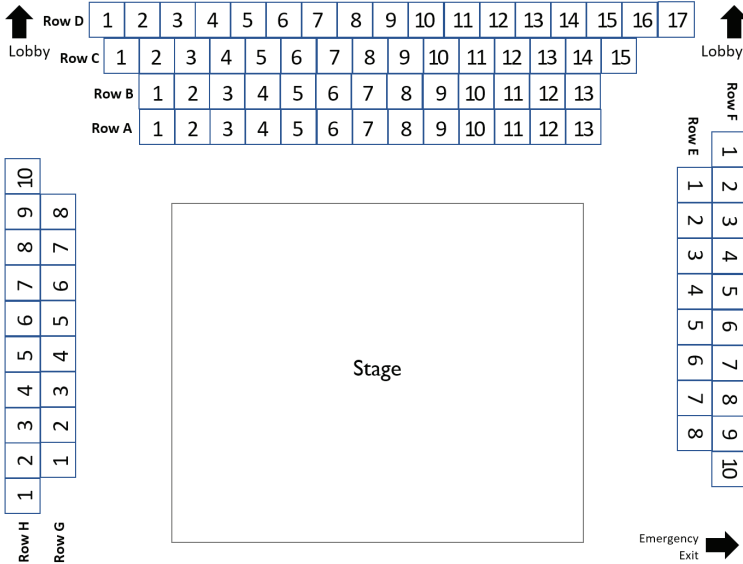 Row D 1 2 3 4 5 6 7 8 9 10 11 12 13 14 15 16 17
Lobby
Lobby
Row C 1 2 3 4 5 6 7 8 9 10 11 12 13 14 15
Row B 1 2 3 4 5 6 7 8 9 10 11 12 13
Row A 1 2 3 4 5 6 7 8 9 10 11 12 13
Row H 1 2 3 4 5 6 7 8 9 10
Row G 1 2 3 4 5 6 7 8
Stage
Row E 1 2 3 4 5 6 7 8
Row F 1 2 3 4 5 6 7 8 9 10
Emergency
Exit